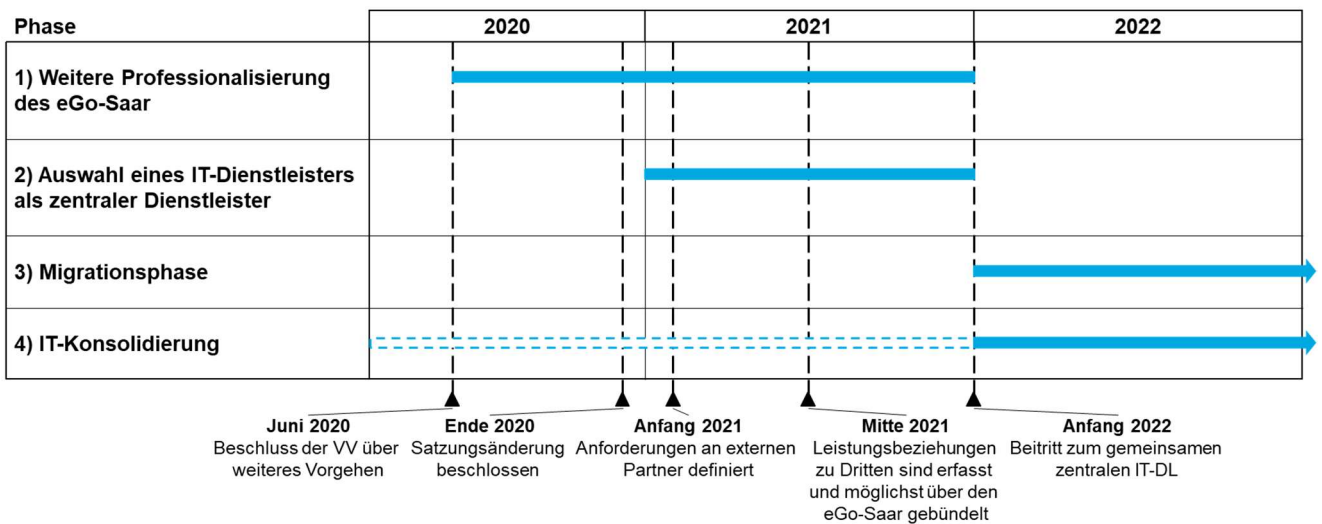 Phase
2020
2021
2022
1) Weitere Professionalisierung
des eGo-Saar
2) Auswahl eines IT-Dienstleisters
als zentraler Dienstleister
3) Migrationsphase
4) IT-Konsolidierung
Juni 2020
Beschluss der VV über
weiteres Vorgehen
Ende 2020
Satzungsänderung
beschlossen
Anfang 2021
Anforderungen an externen
Partner definiert
Mitte 2021
Leistungsbeziehungen
zu Dritten sind erfasst
und möglichst über den
eGo-Saar gebündelt
Anfang 2022
Beitritt zum gemeinsamen
zentralen IT-DL